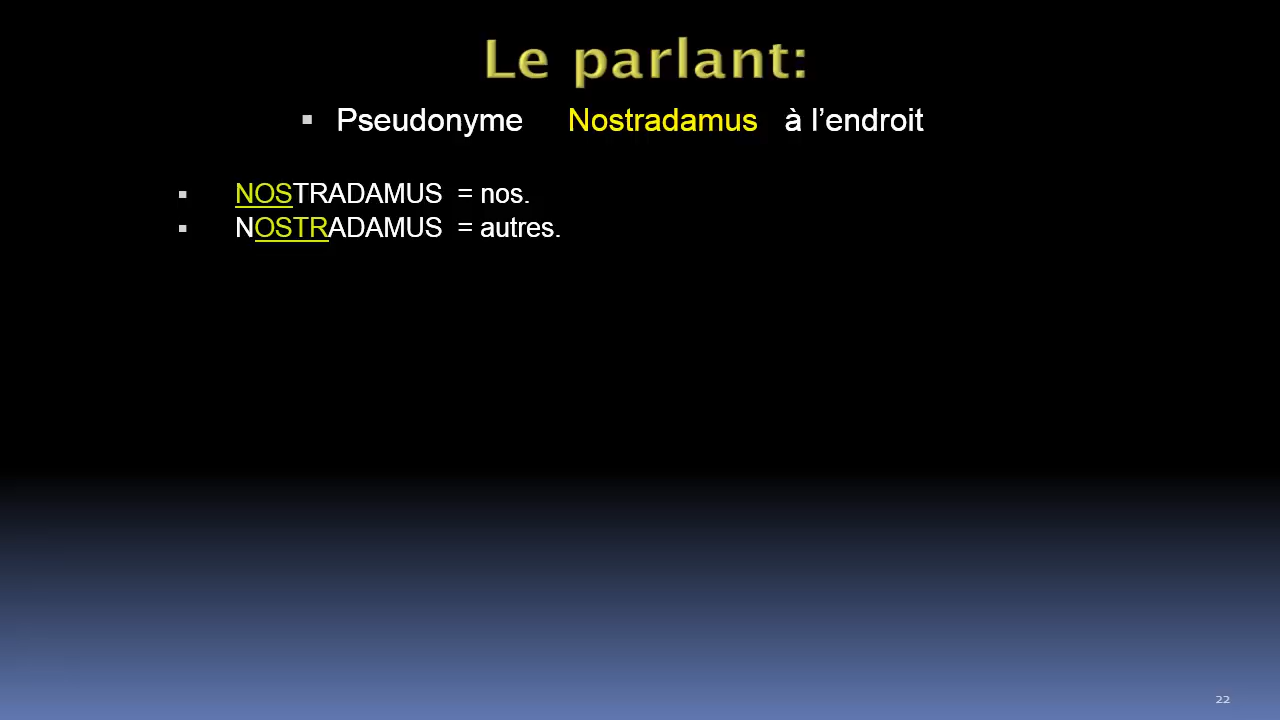 Le parlant:
▪ Pseudonyme Nostradamus à l’endroit
▪ NOSTRADAMUS = nos.
▪ NOSTRADAMUS = autres.
22